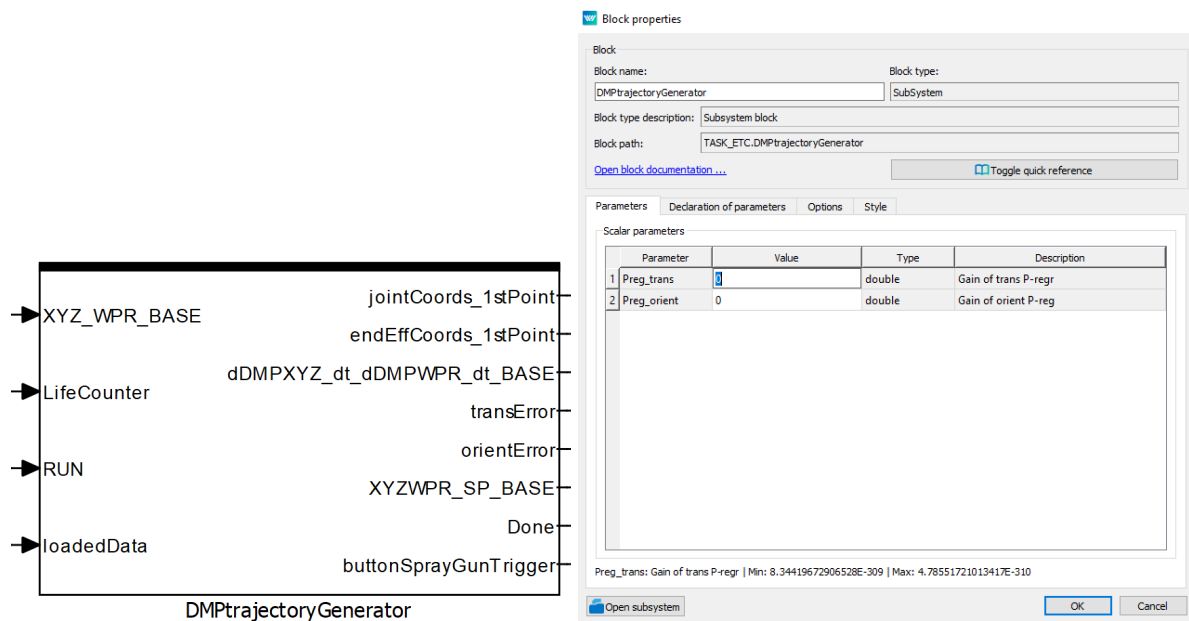 XYZ_WPR_BASE
LifeCounter
RUN
loadedData
jointCoords_1stPoint
endEffCoords_1stPoint
dDMPXYZ_dt_dDMPWPR_dt_BASE
transError
orientError
XYZWPR_SP_BASE
Done
buttonSprayGunTrigger
DMPtrajectoryGenerator
Block properties
Block
Block name: Block type:
DMPtrajectoryGenerator SubSystem
Block type description: Subsystem block
Block path: TASK_ETC.DMPtrajectoryGenerator
Open block documentation ... Toggle quick reference
Parameters Declaration of parameters Options Style
Scalar parameters
Parameter Value Type Description
1 Preg_trans 0 double Gain of trans P-regr
2 Preg_orient 0 double Gain of orient P-reg
Preg_trans: Gain of trans P-regr | Min: 8.34419672906528E-309 | Max: 4.78551721013417E-310
Open subsystem OK Cancel